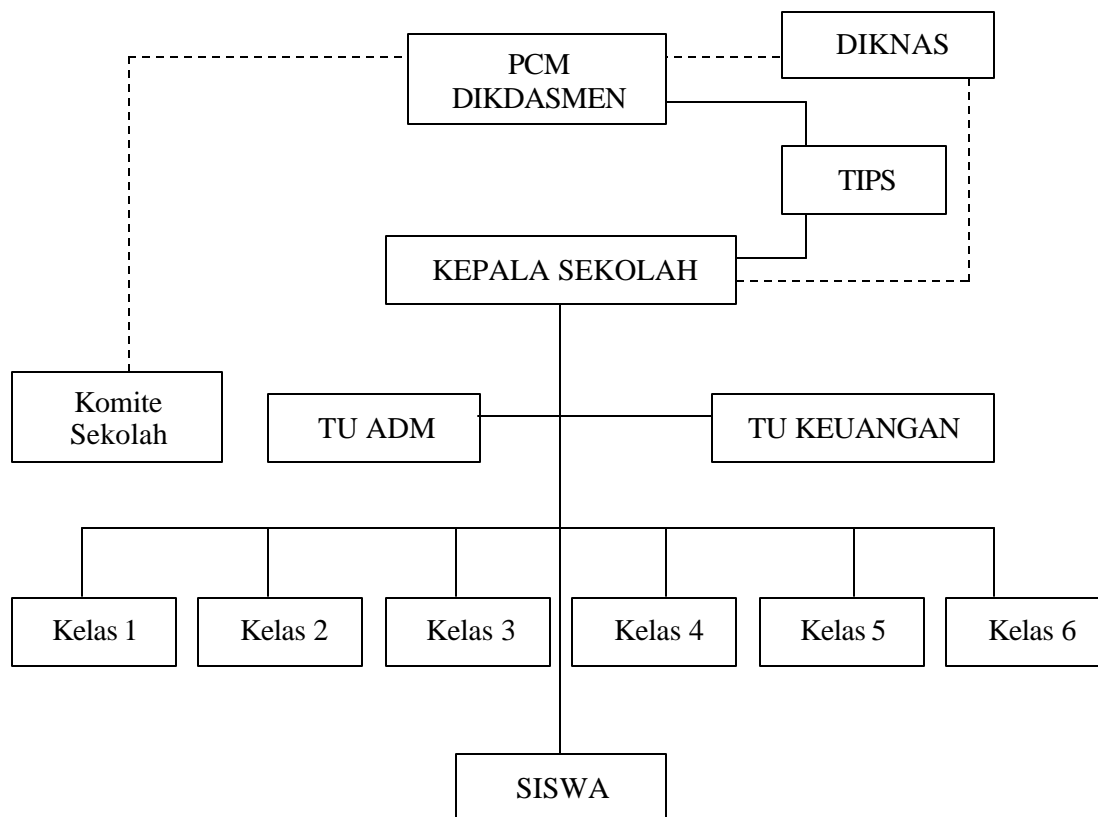 DIKNAS
PCM
DIKDASMEN
TIPS
KEPALA SEKOLAH
Komite
Sekolah
TU ADM
TU KEUANGAN
Kelas 1
Kelas 2
Kelas 3
Kelas 4
Kelas 5
Kelas 6
SISWA